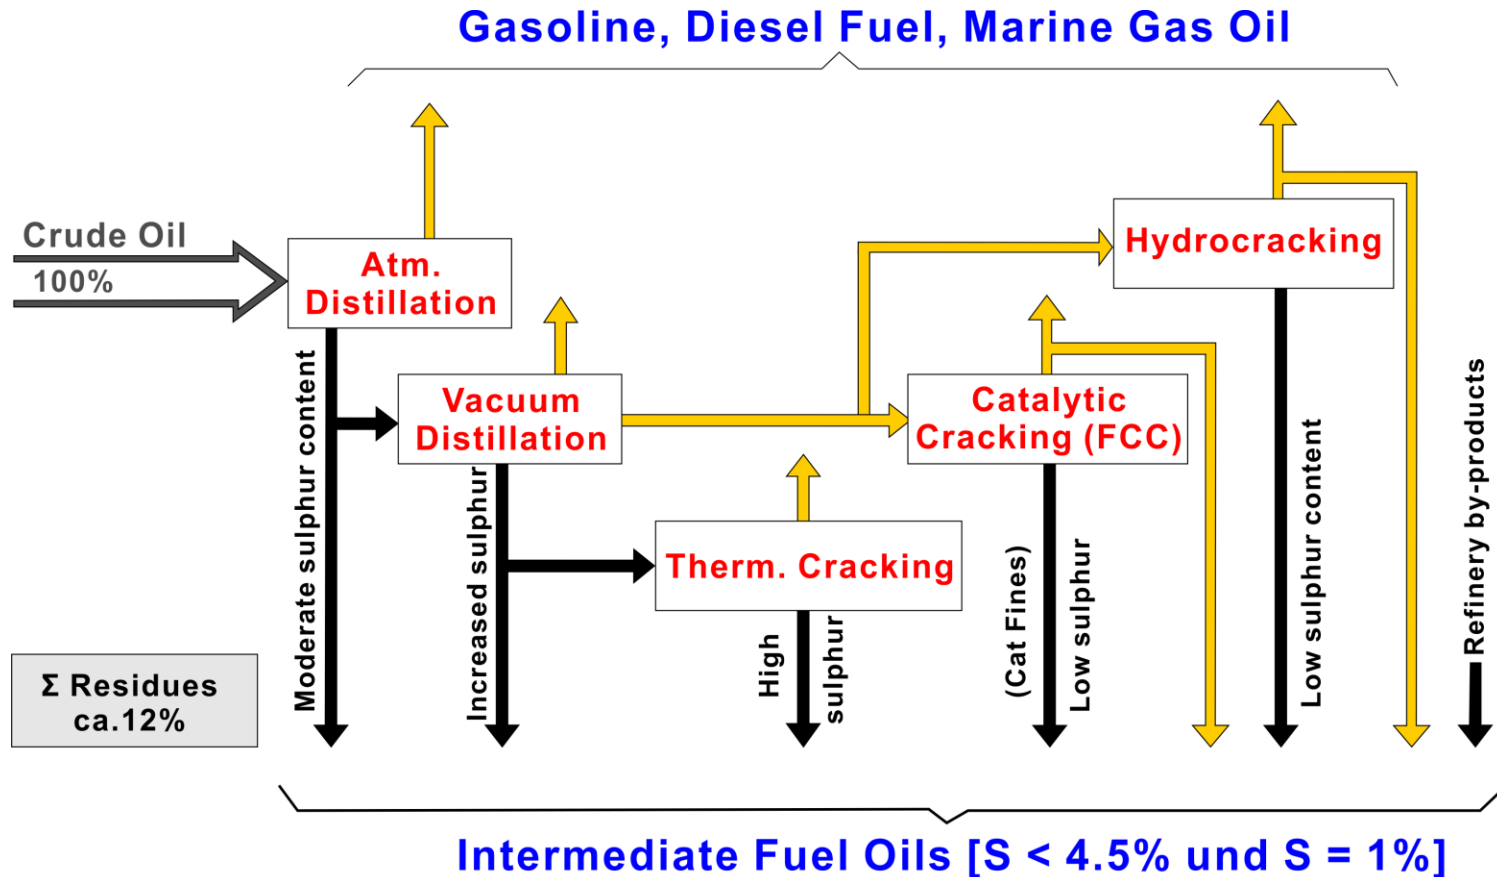 Gasoline, Diesel Fuel, Marine Gas Oil
Crude Oil
100%
Atm.
Distillation
Hydrocracking
Vacuum
Distillation
Catalytic
Cracking (FCC)
Therm. Cracking
Moderate sulphur content
Increased sulphur
High
sulphur
(Cat Fines)
Low sulphur
Low sulphur content
Refinery by-products
Σ Residues
ca.12%
Intermediate Fuel Oils [S < 4.5% und S = 1%]